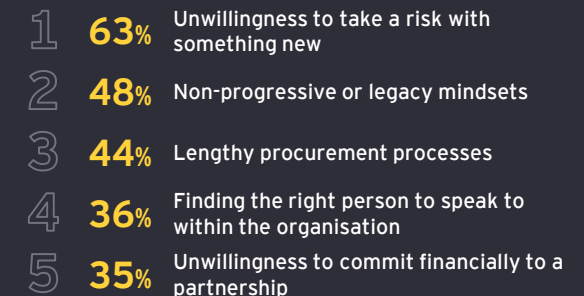 1 63% Unwillingness to take a risk with
something new
2 48% Non-progressive or legacy mindsets
3 44% Lengthy procurement processes
4 36% Finding the right person to speak to
within the organisation
5 35% Unwillingness to commit financially to a
partnership